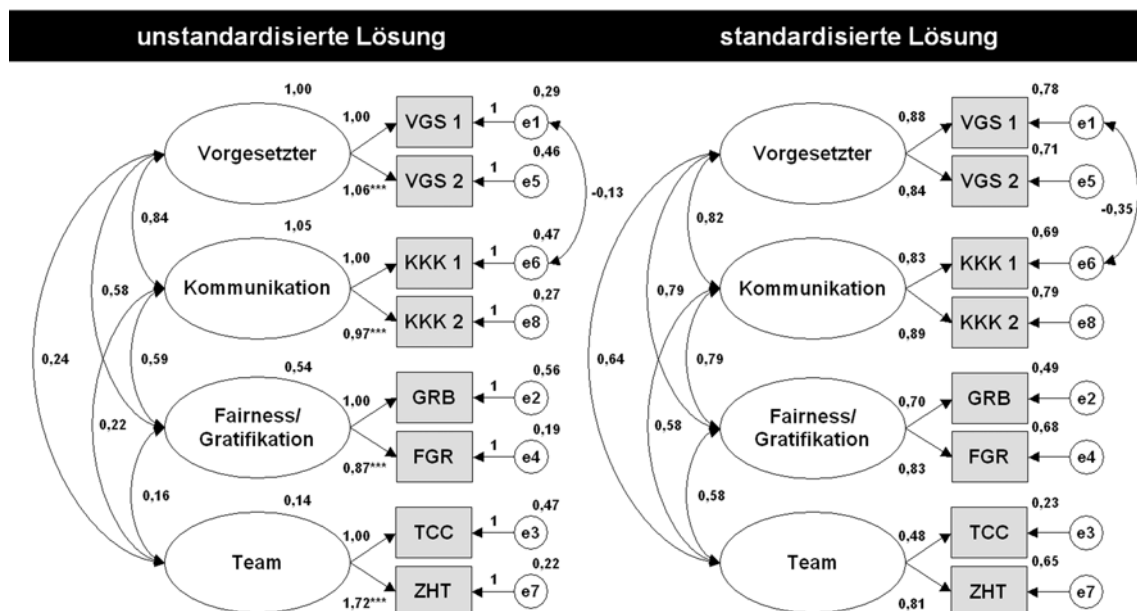 unstandardisierte Lösung
1,00
Vorgesetzter
1,00
VGS 1
1
0,29
e1
1,06***
VGS 2
1
0,46
e5
-0,13
0,84
1,05
Kommunikation
1,00
KKK 1
1
0,47
e6
0,97***
KKK 2
1
0,27
e8
0,58
0,24
0,59
0,22
0,54
Fairness/
Gratifikation
1,00
GRB
1
0,56
e2
0,87***
FGR
1
0,19
e4
0,16
0,14
Team
1,00
TCC
1
0,47
e3
1,72***
ZHT
1
0,22
e7
standardisierte Lösung
Vorgesetzter
0,88
VGS 1
0,78
e1
0,84
VGS 2
0,71
e5
-0,35
0,82
Kommunikation
0,83
KKK 1
0,69
e6
0,89
KKK 2
0,79
e8
0,79
0,64
0,79
0,58
Fairness/
Gratifikation
0,70
GRB
0,49
e2
0,83
FGR
0,68
e4
0,58
Team
0,48
TCC
0,23
e3
0,81
ZHT
0,65
e7